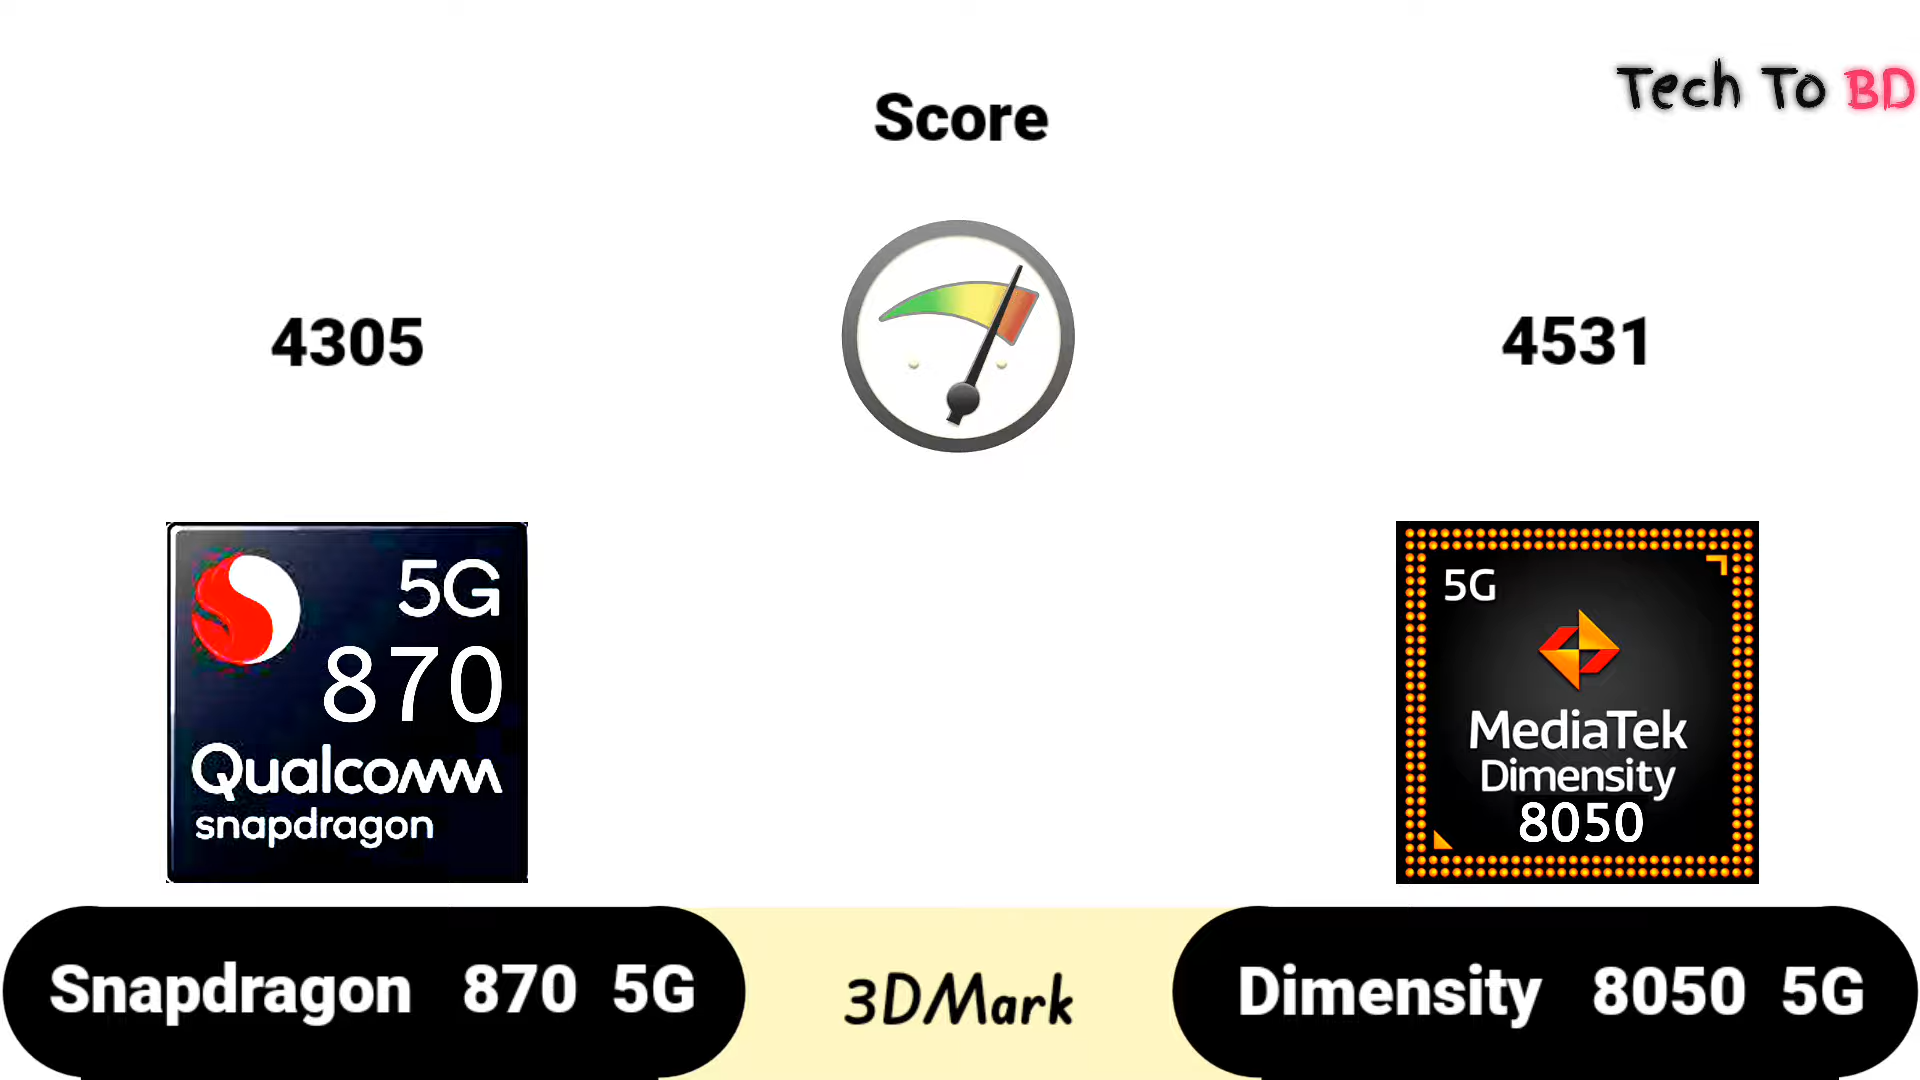 Tech To BD
Score
4305
4531
5G
870
Qualcomm
snapdragon
5G
MediaTek
Dimensity
8050
Snapdragon 870 5G
3DMark
Dimensity 8050 5G